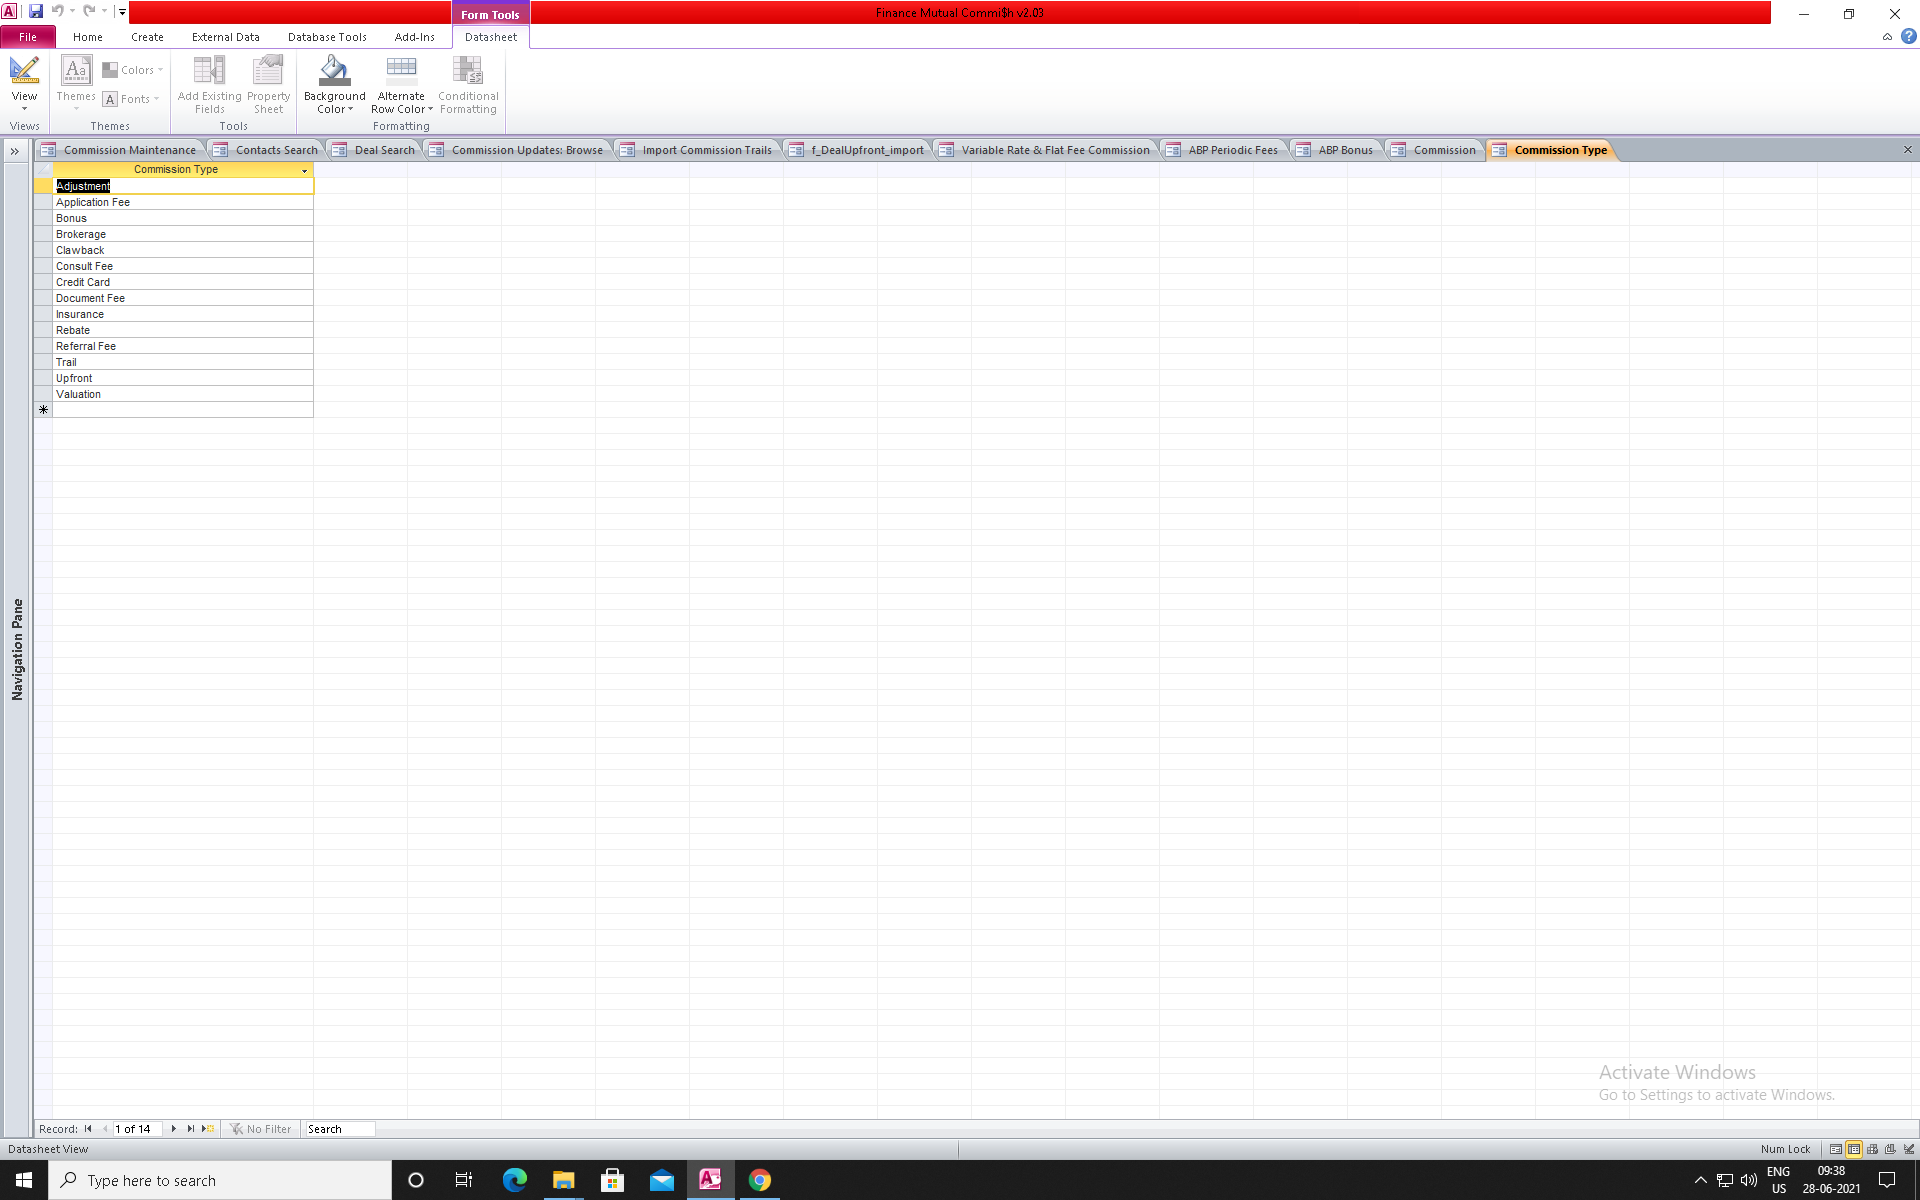 Form Tools
Finance Mutual Commi$h v2.03
File Home Create External Data Database Tools Add-Ins Datasheet
View
Views
Aa
Themes
Colors
A Fonts
Themes
Add Existing Fields
Property Sheet
Tools
Background Color
Alternate Row Color
Conditional Formatting
Formatting
Commission Maintenance Contacts Search Deal Search Commission Updates: Browse Import Commission Trails f_DealUpfront_import Variable Rate & Flat Fee Commission ABP Periodic Fees ABP Bonus Commission Commission Type
Navigation Pane
Commission Type
Adjustment
Application Fee
Bonus
Brokerage
Clawback
Consult Fee
Credit Card
Document Fee
Insurance
Rebate
Referral Fee
Trail
Upfront
Valuation
Activate Windows
Go to Settings to activate Windows.
Record: 1 of 14 No Filter Search
Datasheet View
Num Lock
Type here to search
ENG
US
09:38
28-06-2021